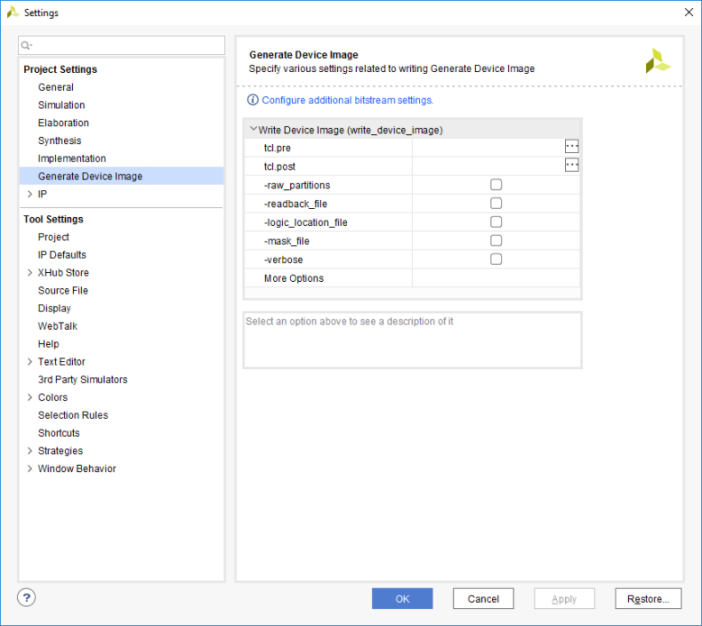 Settings
Project Settings
General
Simulation
Elaboration
Synthesis
Implementation
Generate Device Image
IP
Tool Settings
Project
IP Defaults
XHub Store
Source File
Display
WebTalk
Help
Text Editor
3rd Party Simulators
Colors
Selection Rules
Shortcuts
Strategies
Window Behavior
Generate Device Image
Specify various settings related to writing Generate Device Image
Configure additional bitstream settings.
Write Device Image (write_device_image)
tcl.pre
tcl.post
-raw_partitions
-readback_file
-logic_location_file
-mask_file
-verbose
More Options
Select an option above to see a description of it
? OK Cancel Apply Restore...